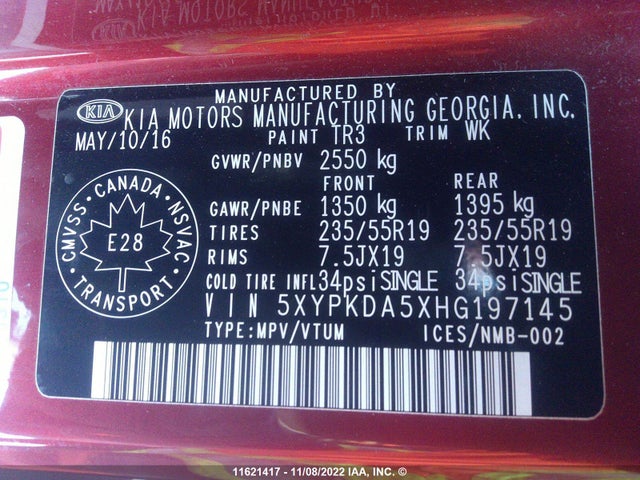 MANUFACTURED BY
KIA KIA MOTORS MANUFACTURING GEORGIA, INC.
MAY/10/16 PAINT TR3 TRIM WK
GVWR/PNBV 2550 kg
FRONT REAR
GAWR/PNBE 1350 kg 1395 kg
TIRES 235/55R19 235/55R19
RIMS 7.5JX19 7.5JX19
COLD TIRE INFL 34psi SINGLE 34psi SINGLE
VIN 5XYPKDA5XHG197145
TYPE:MPV/VTUM ICES/NMB-002
CMVSS · CANADA · NSVAC
E28
TRANSPORT
11621417 - 11/08/2022 IAA, INC. ©